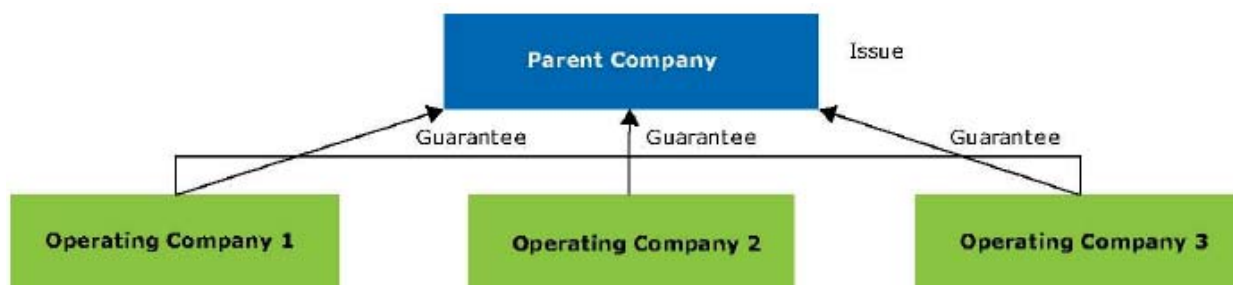 Parent Company
Issue
Guarantee
Guarantee
Guarantee
Operating Company 1
Operating Company 2
Operating Company 3